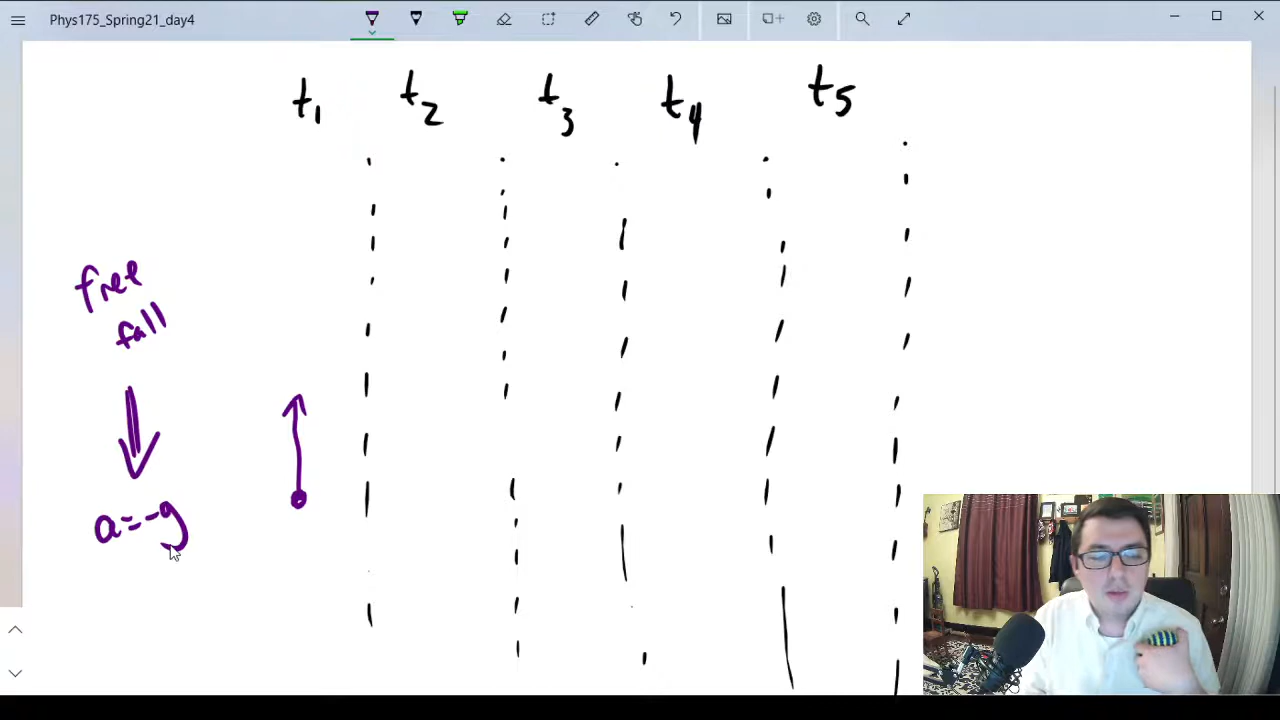 Phys175_Spring21_day4
t1 t2 t3 t4 t5
free
fall
a=-g